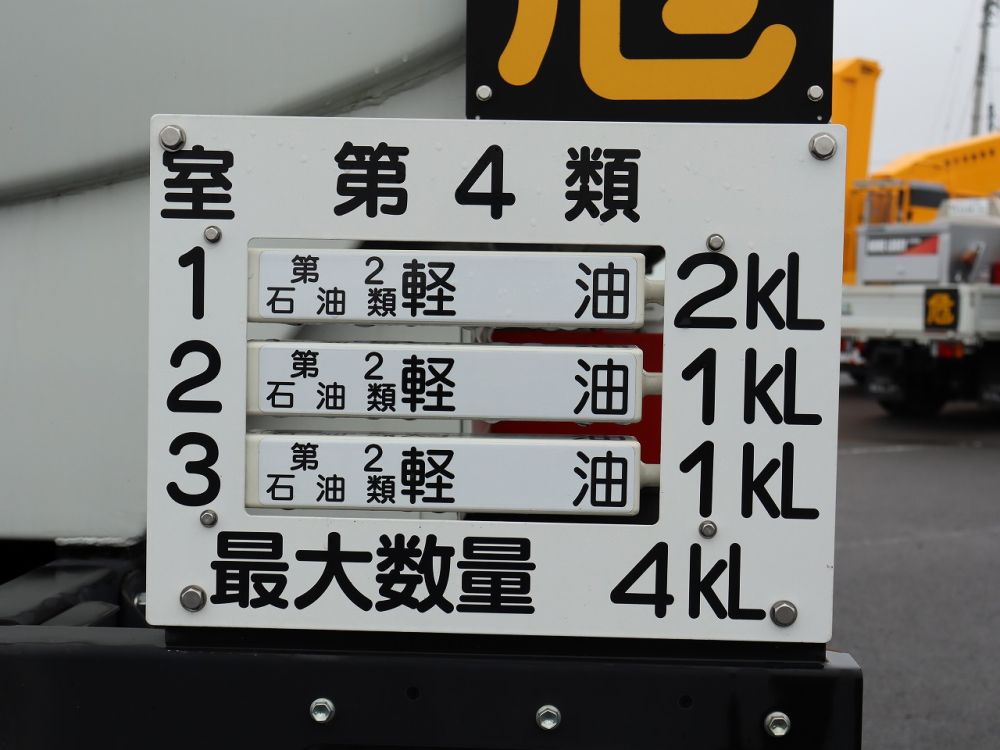 危
室 第4類
1 第2石油類 軽油 2kL
2 第2石油類 軽油 1kL
3 第2石油類 軽油 1kL
最大数量 4kL
危